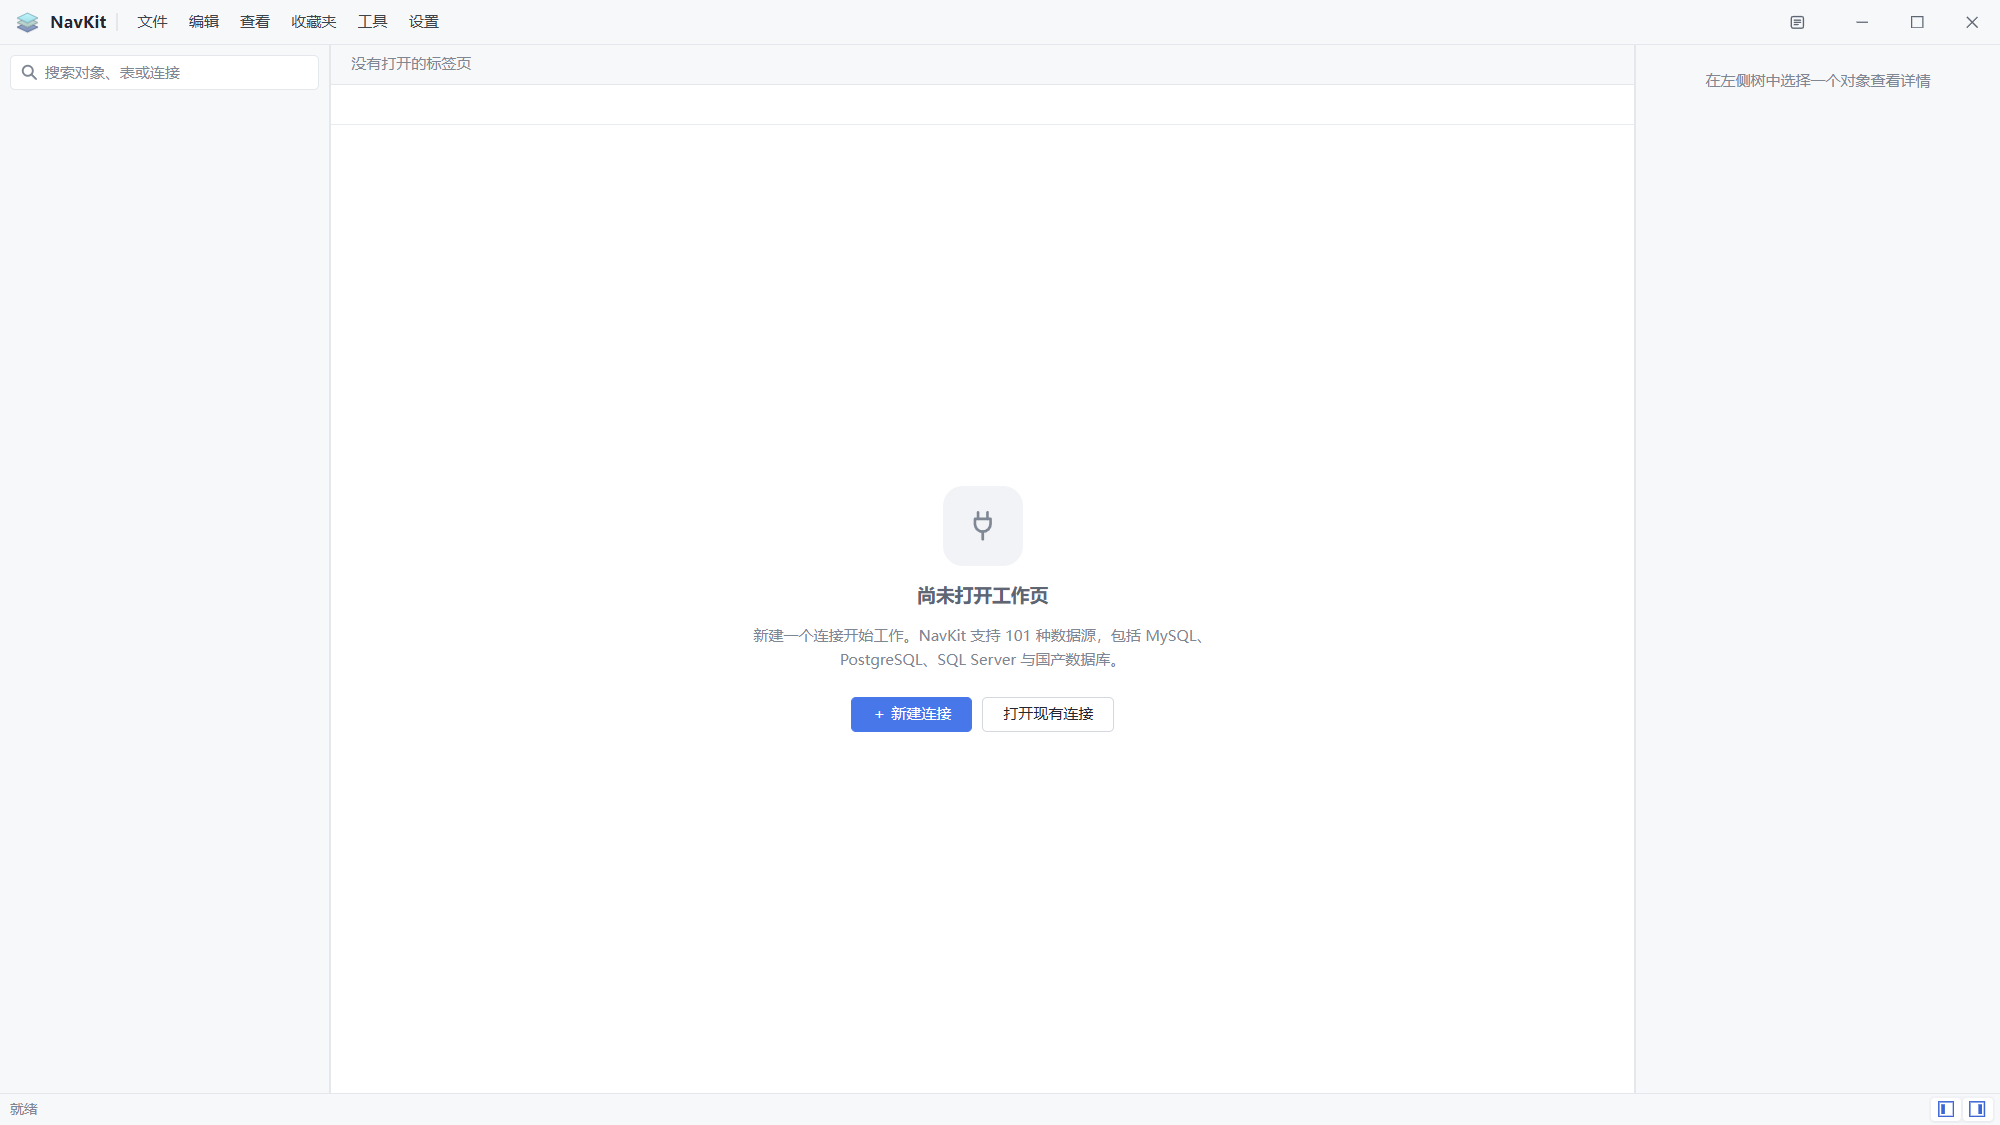 NavKit 文件 编辑 查看 收藏夹 工具 设置
搜索对象、表或连接
没有打开的标签页
在左侧树中选择一个对象查看详情
尚未打开工作页
新建一个连接开始工作。NavKit 支持 101 种数据源，包括 MySQL、
PostgreSQL、SQL Server 与国产数据库。
+ 新建连接
打开现有连接
就绪